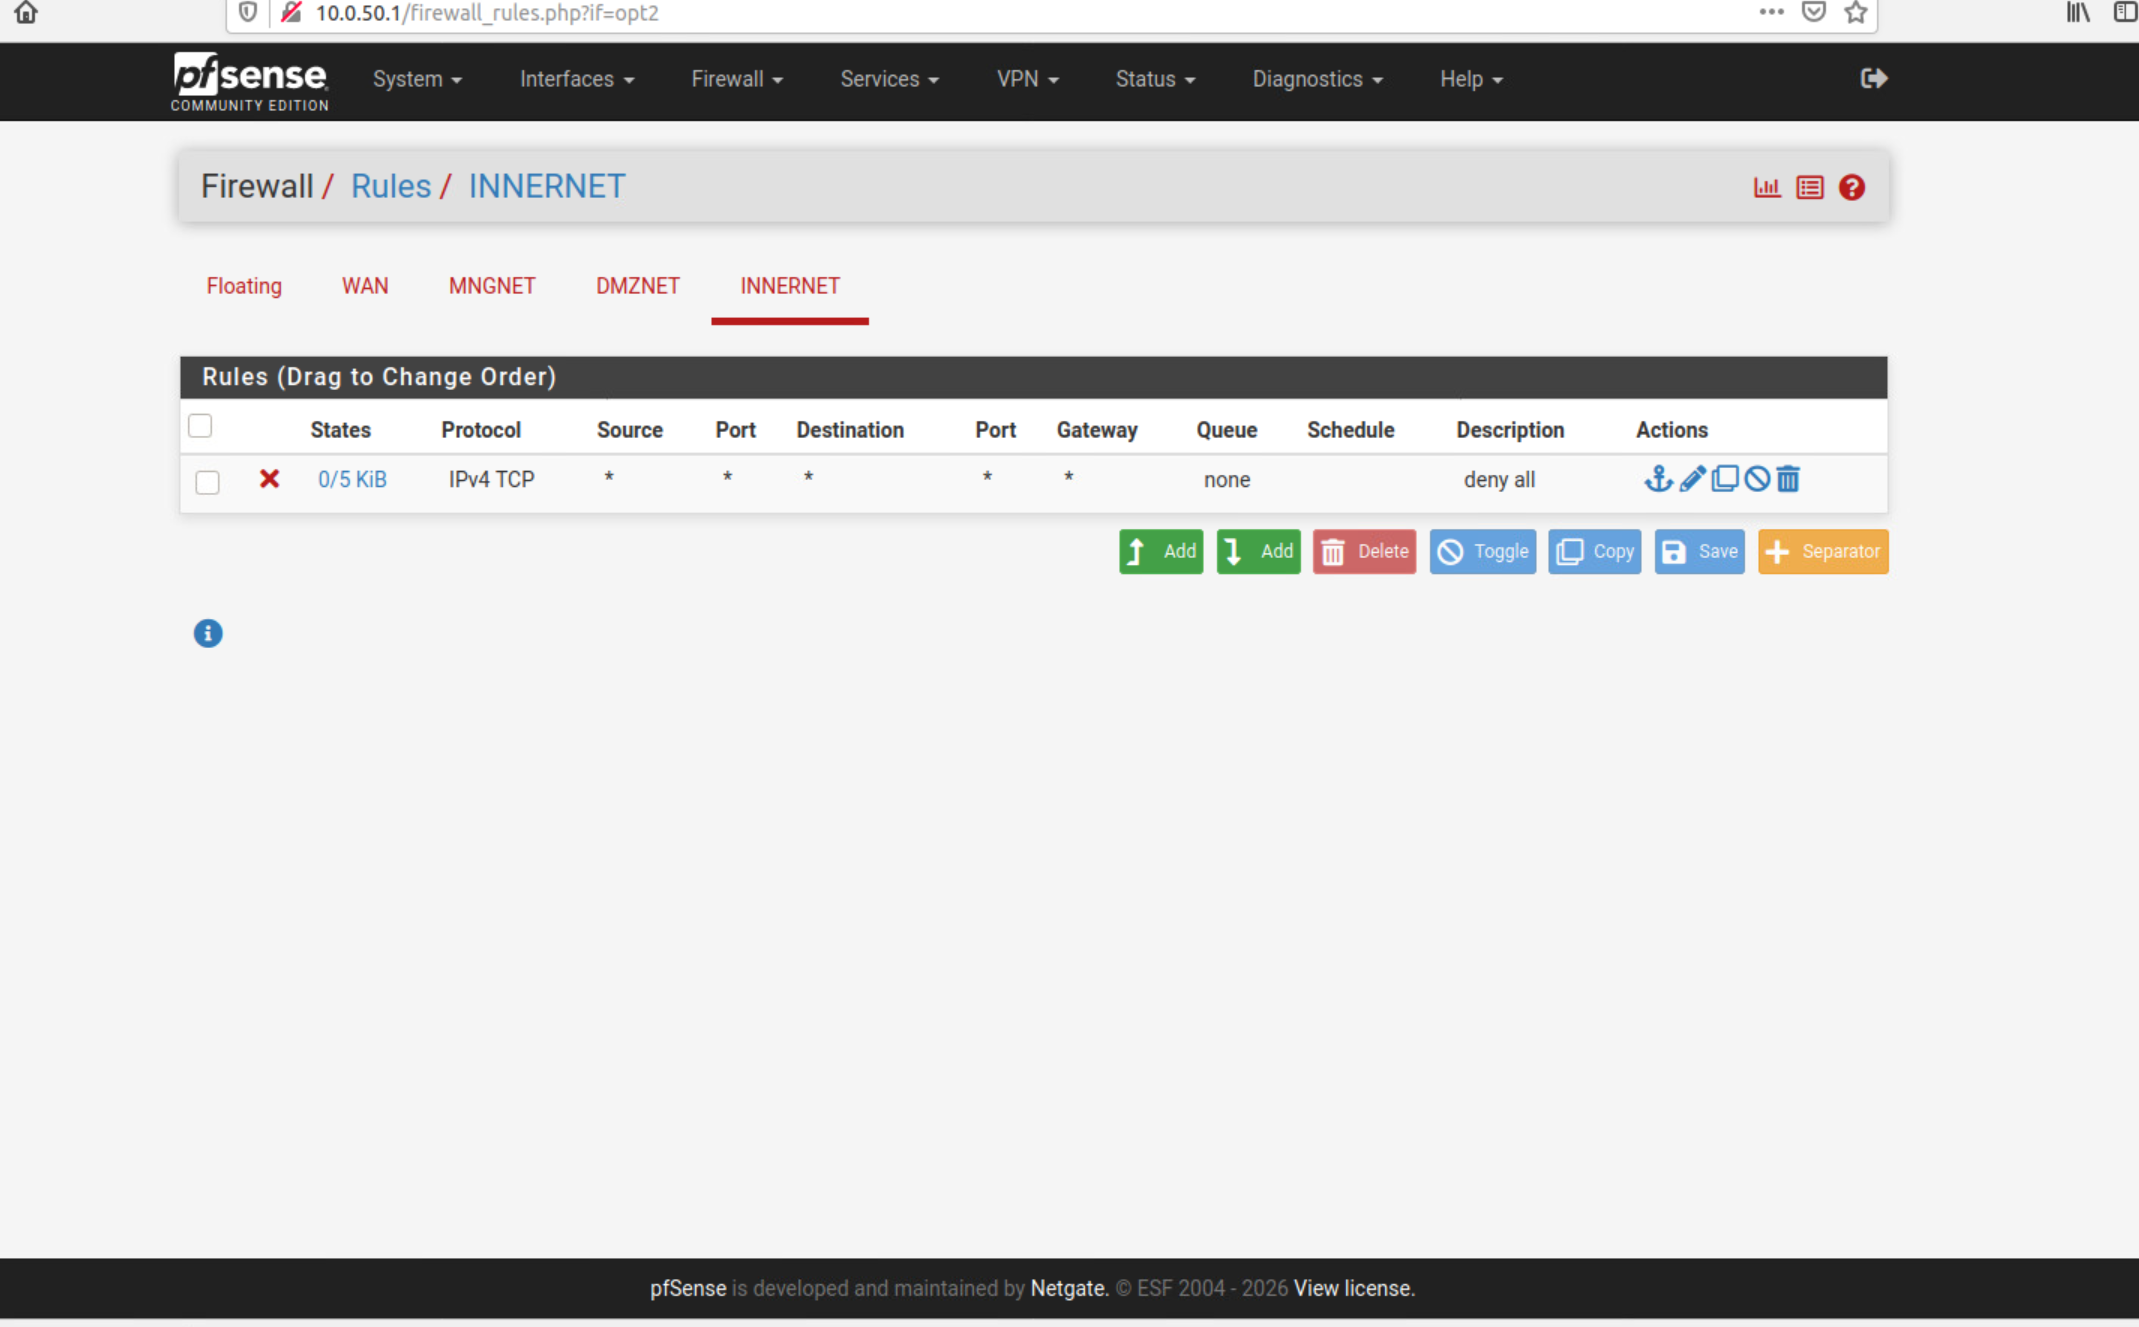 10.0.50.1/firewall_rules.php?if=opt2
pfsense System Interfaces Firewall Services VPN Status Diagnostics Help
COMMUNITY EDITION
Firewall / Rules / INNERNET
Floating WAN MNGNET DMZNET INNERNET
Rules (Drag to Change Order)
States Protocol Source Port Destination Port Gateway Queue Schedule Description Actions
0/5 KiB IPv4 TCP * * * * * none deny all
Add Add Delete Toggle Copy Save Separator
pfSense is developed and maintained by Netgate. © ESF 2004 - 2026 View license.